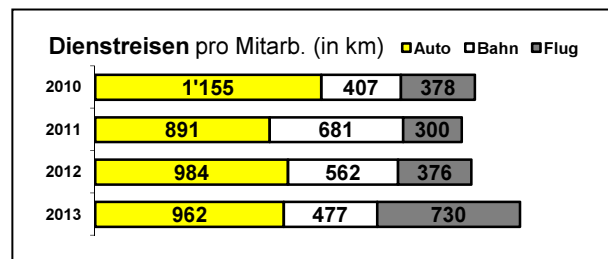 Dienstreisen pro Mitarb. (in km) Auto Bahn Flug
2010 1'155 407 378
2011 891 681 300
2012 984 562 376
2013 962 477 730